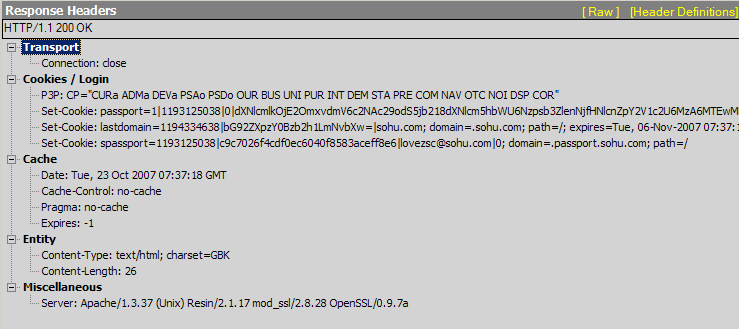 Response Headers [ Raw ] [Header Definitions]
HTTP/1.1 200 OK
Transport
Connection: close
Cookies / Login
P3P: CP="CURa ADMa DEVa PSAo PSDo OUR BUS UNI PUR INT DEM STA PRE COM NAV OTC NOI DSP COR"
Set-Cookie: passport=1|1193125038|0|dXNlcmlkOjE2OmxvdmV6c2NAc29odS5jb218dXNlcm5hbWU6Nzpsb3ZlenNjfHNlcnZpY2V1c2U6MzA6MTEwM
Set-Cookie: lastdomain=1194334638|bG92ZXpzY0Bzb2h1LmNvbXw=|sohu.com; domain=.sohu.com; path=/; expires=Tue, 06-Nov-2007 07:37:1
Set-Cookie: spassport=1193125038|c9c7026f4cdf0ec6040f8583aceff8e6|lovezsc@sohu.com|0; domain=.passport.sohu.com; path=/
Cache
Date: Tue, 23 Oct 2007 07:37:18 GMT
Cache-Control: no-cache
Pragma: no-cache
Expires: -1
Entity
Content-Type: text/html; charset=GBK
Content-Length: 26
Miscellaneous
Server: Apache/1.3.37 (Unix) Resin/2.1.17 mod_ssl/2.8.28 OpenSSL/0.9.7a